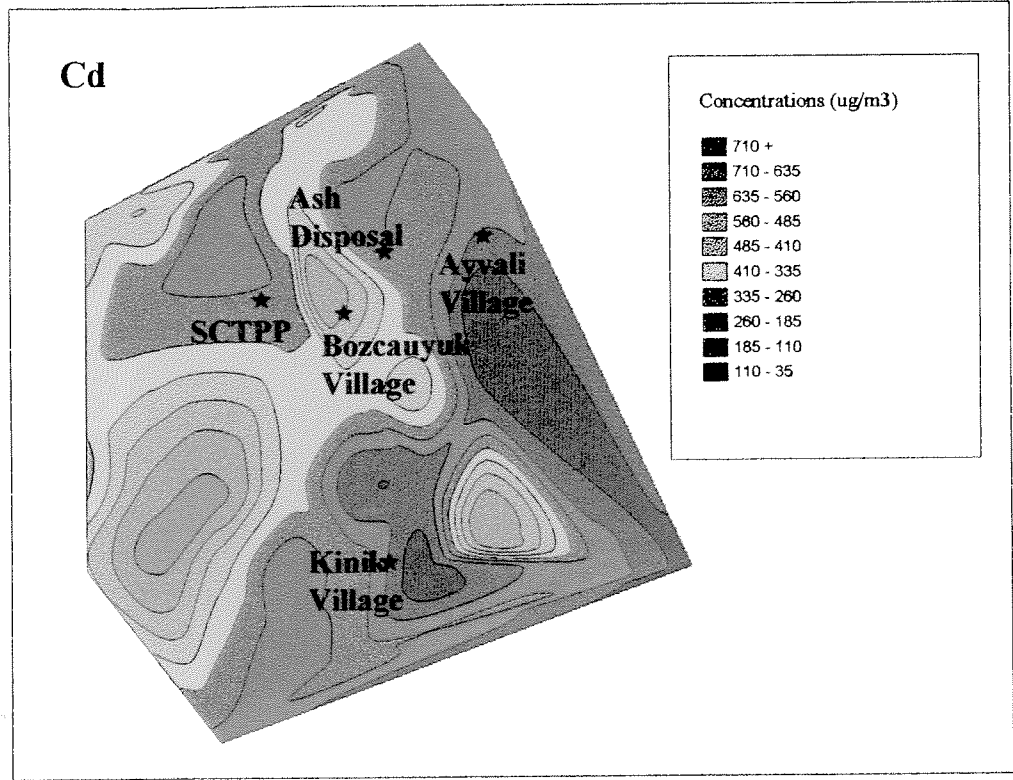 Cd
Concentrations (ug/m3)
710 +
710 - 635
635 - 560
560 - 485
485 - 410
410 - 335
335 - 260
260 - 185
185 - 110
110 - 35
Ash
Disposal
Ayvali
Village
SCTPP
Bozcauyuk
Village
Kinik
Village